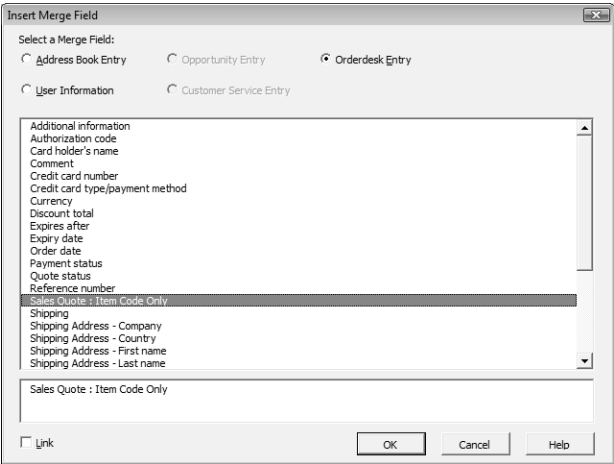 Insert Merge Field
Select a Merge Field:
Address Book Entry
Opportunity Entry
Orderdesk Entry
User Information
Customer Service Entry
Additional information
Authorization code
Card holder's name
Comment
Credit card number
Credit card type/payment method
Currency
Discount total
Expires after
Expiry date
Order date
Payment status
Quote status
Reference number
Sales Quote : Item Code Only
Shipping
Shipping Address - Company
Shipping Address - Country
Shipping Address - First name
Shipping Address - Last name
Sales Quote : Item Code Only
Link
OK
Cancel
Help